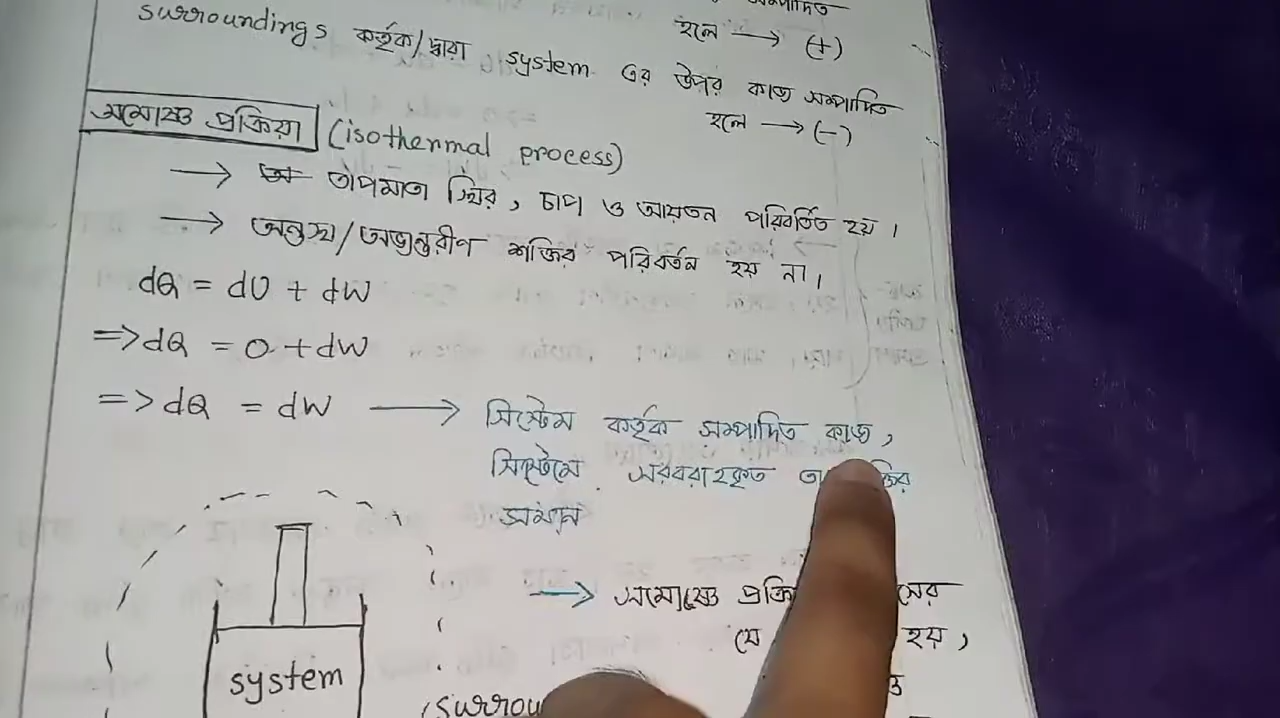 সম্পাদিত
হলে → (+)
surroundings কর্তৃক/দ্বারা system এর উপর কাজ সম্পাদিত
হলে → (-)
সমোষ্ণ প্রক্রিয়া (isothermal process)
→ তাপমাত্রা স্থির, চাপ ও আয়তন পরিবর্তিত হয়।
→ অন্তঃস্থ/অভ্যন্তরীণ শক্তির পরিবর্তন হয় না।
dQ = dU + dW
=> dQ = 0 + dW
=> dQ = dW → সিস্টেম কর্তৃক সম্পাদিত কাজ,
সিস্টেমে সরবরাহকৃত
সমান
→ সমোষ্ণ
যে হয়,
system